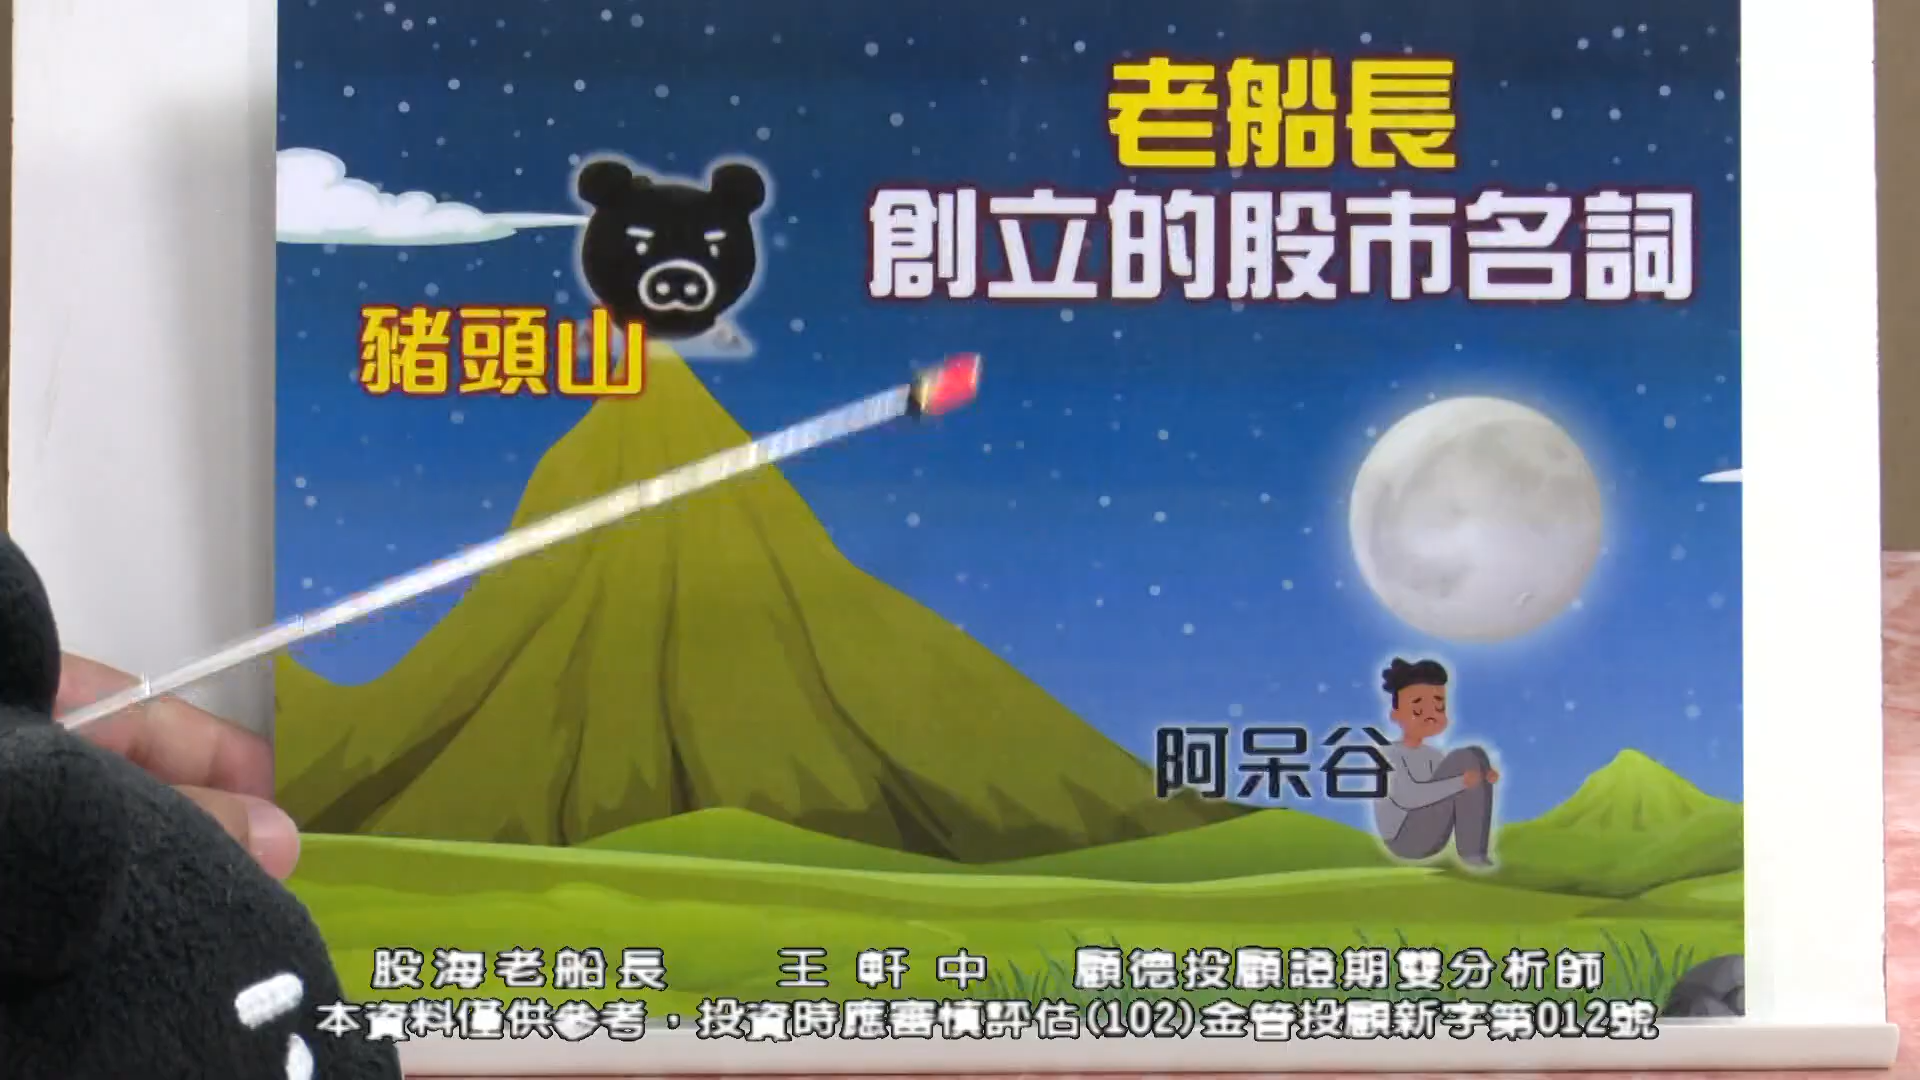 老船長
創立的股市名詞
豬頭山
阿呆谷
股海老船長 王軒中 顧德投顧證期雙分析師
本資料僅供參考，投資時應審慎評估(102)金管投顧新字第012號